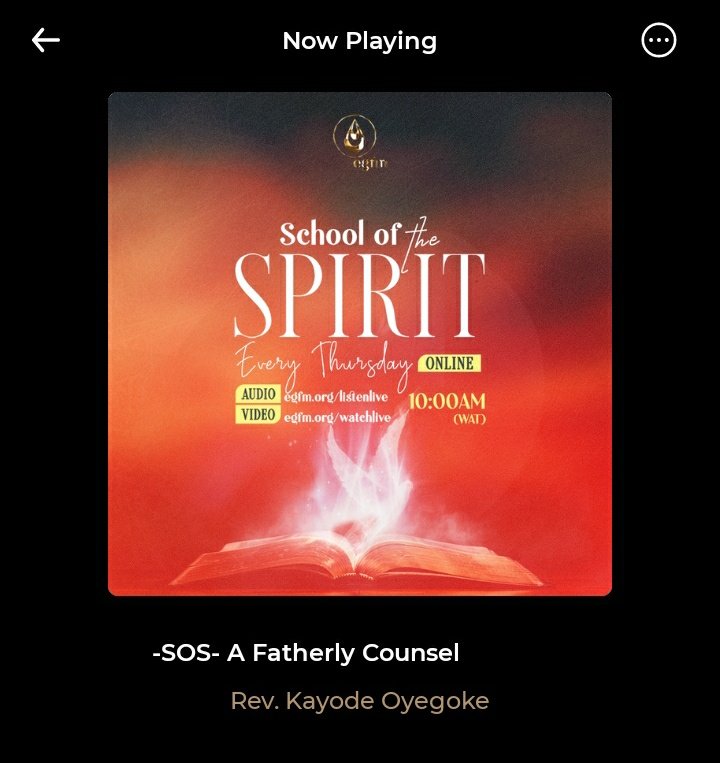 Now Playing
egfm
School of the
SPIRIT
Every Thursday ONLINE
AUDIO egfm.org/listenlive
VIDEO egfm.org/watchlive
10:00AM
(WAT)
-SOS- A Fatherly Counsel
Rev. Kayode Oyegoke